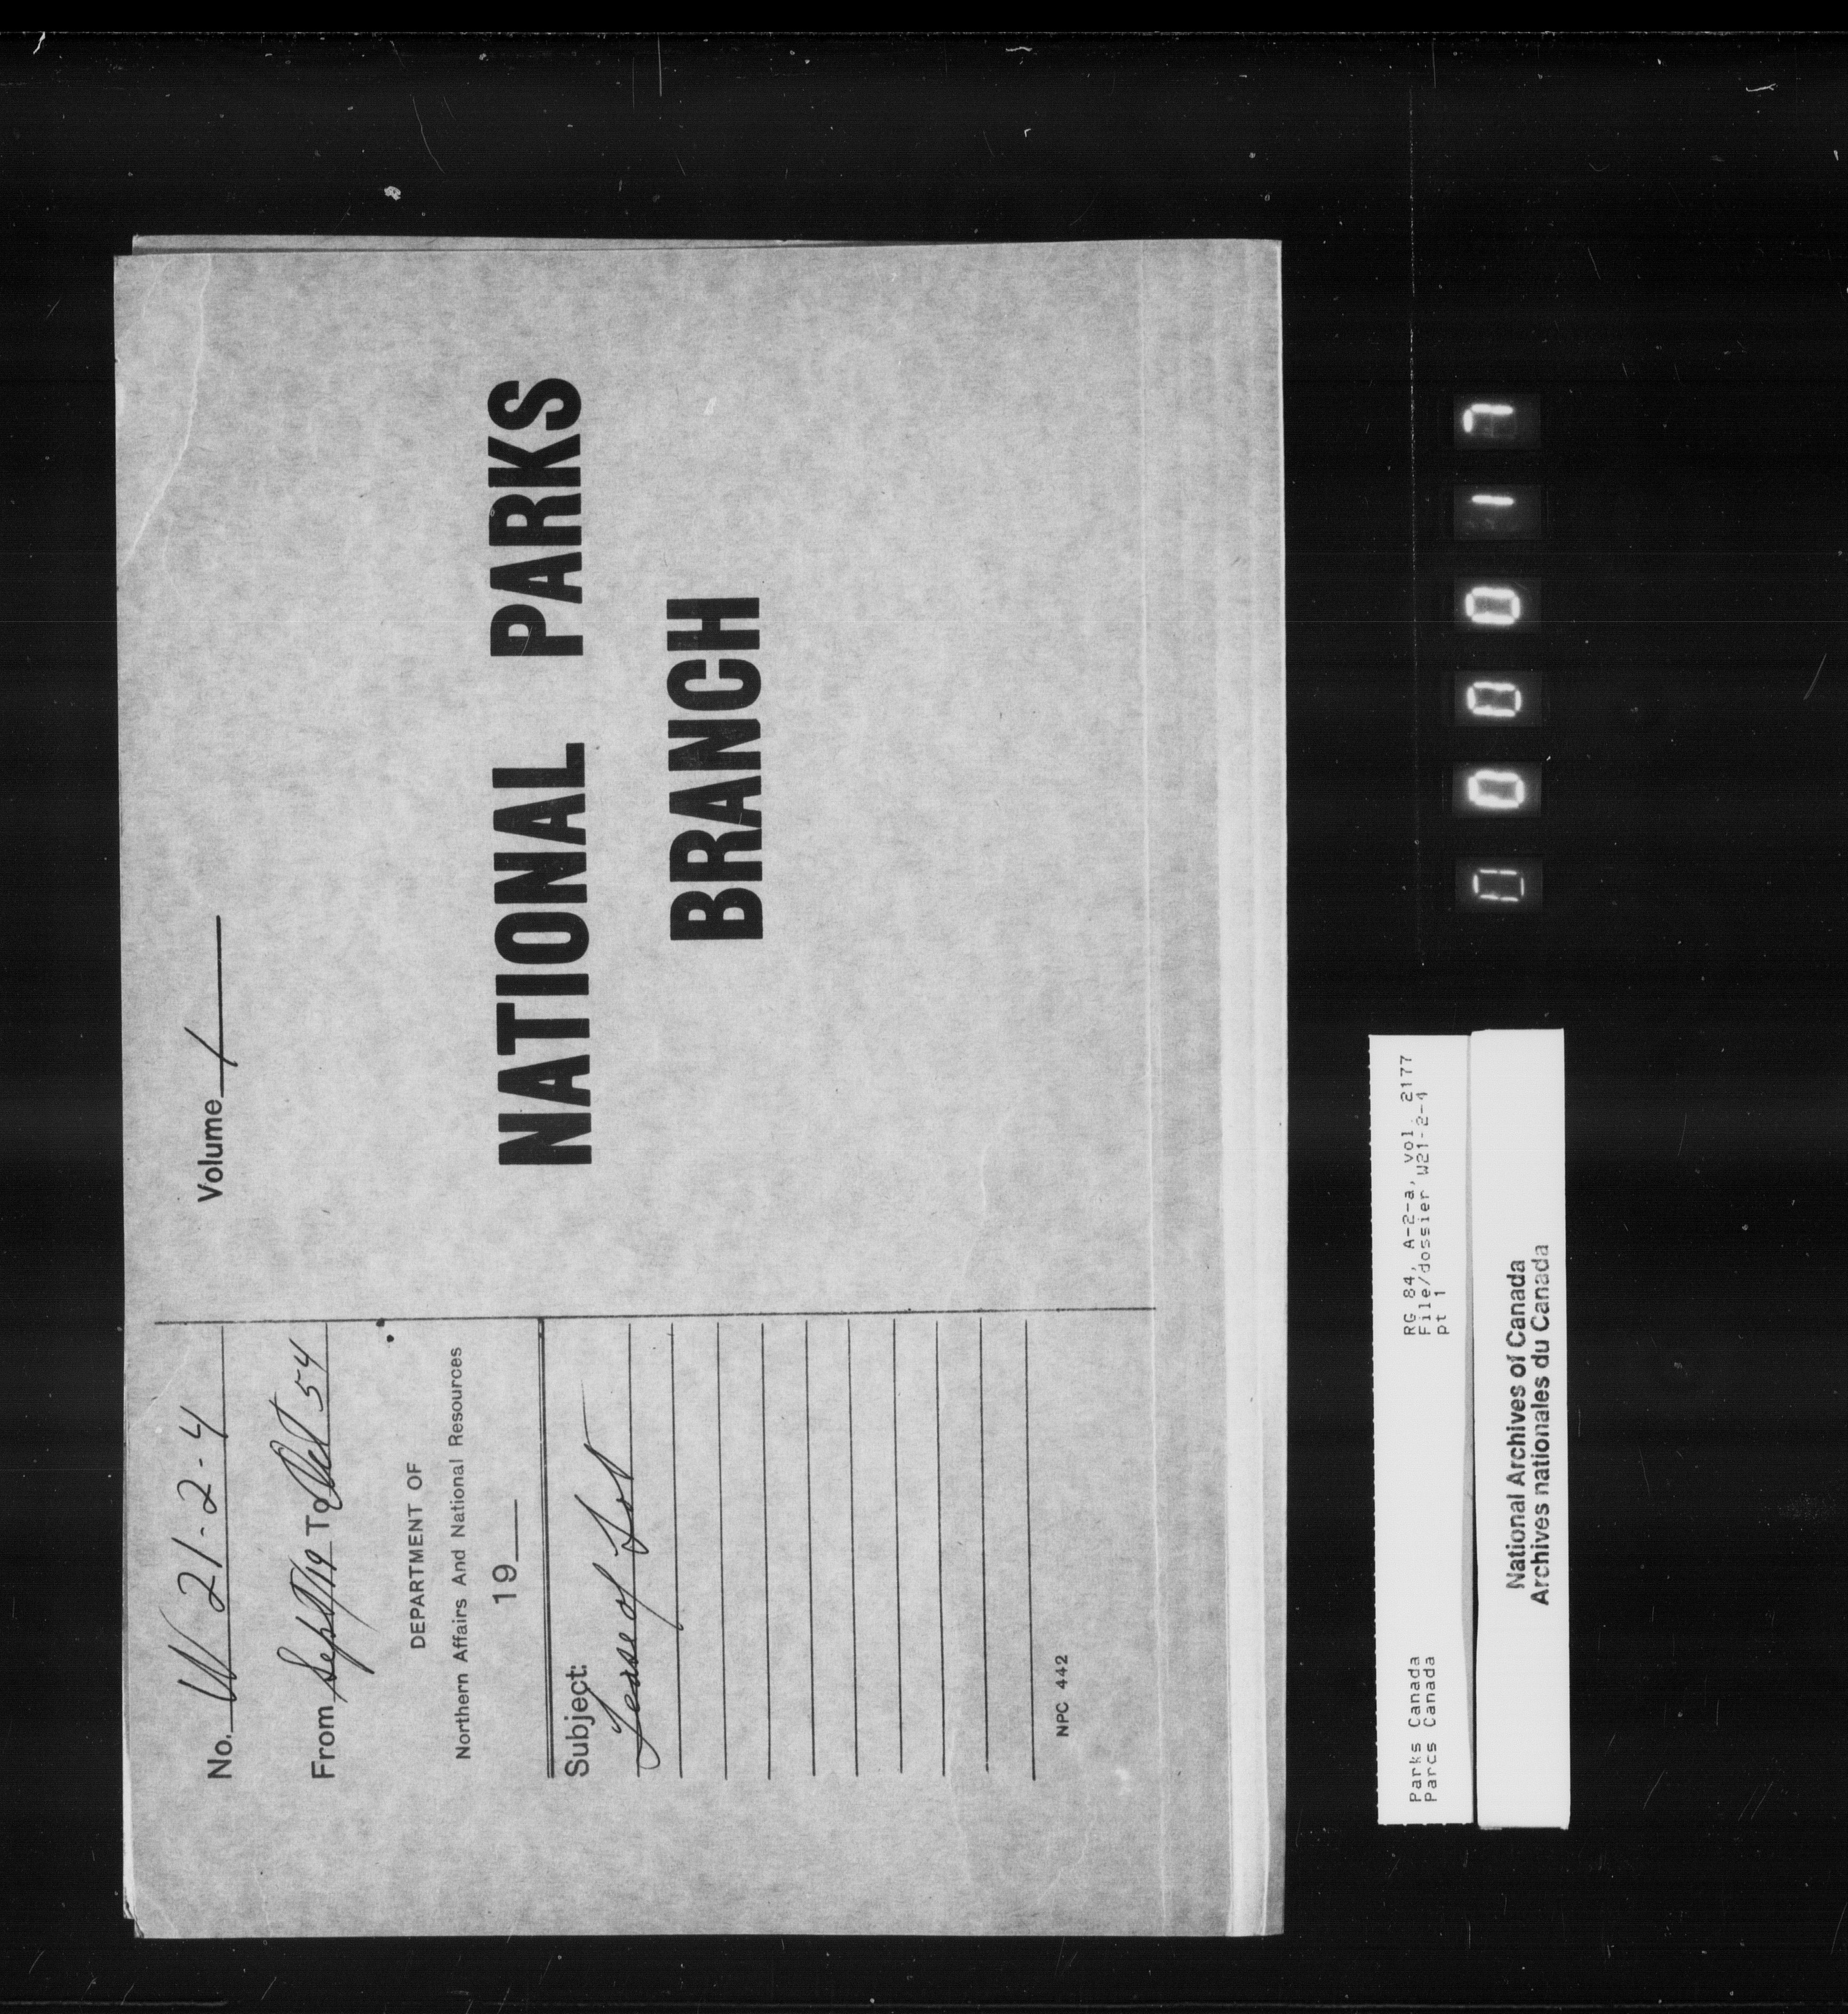 No. W 21-2-4
Volume 1
From Sept/19 To Oct 54
DEPARTMENT OF
Northern Affairs And National Resources
19
Subject:
Lease of Lot
NPC 442
NATIONAL PARKS
BRANCH
Parks Canada
Parcs Canada
RG 84, A-2-a, vol. 2177
File/dossier W21-2-4
pt 1
National Archives of Canada
Archives nationales du Canada
000017